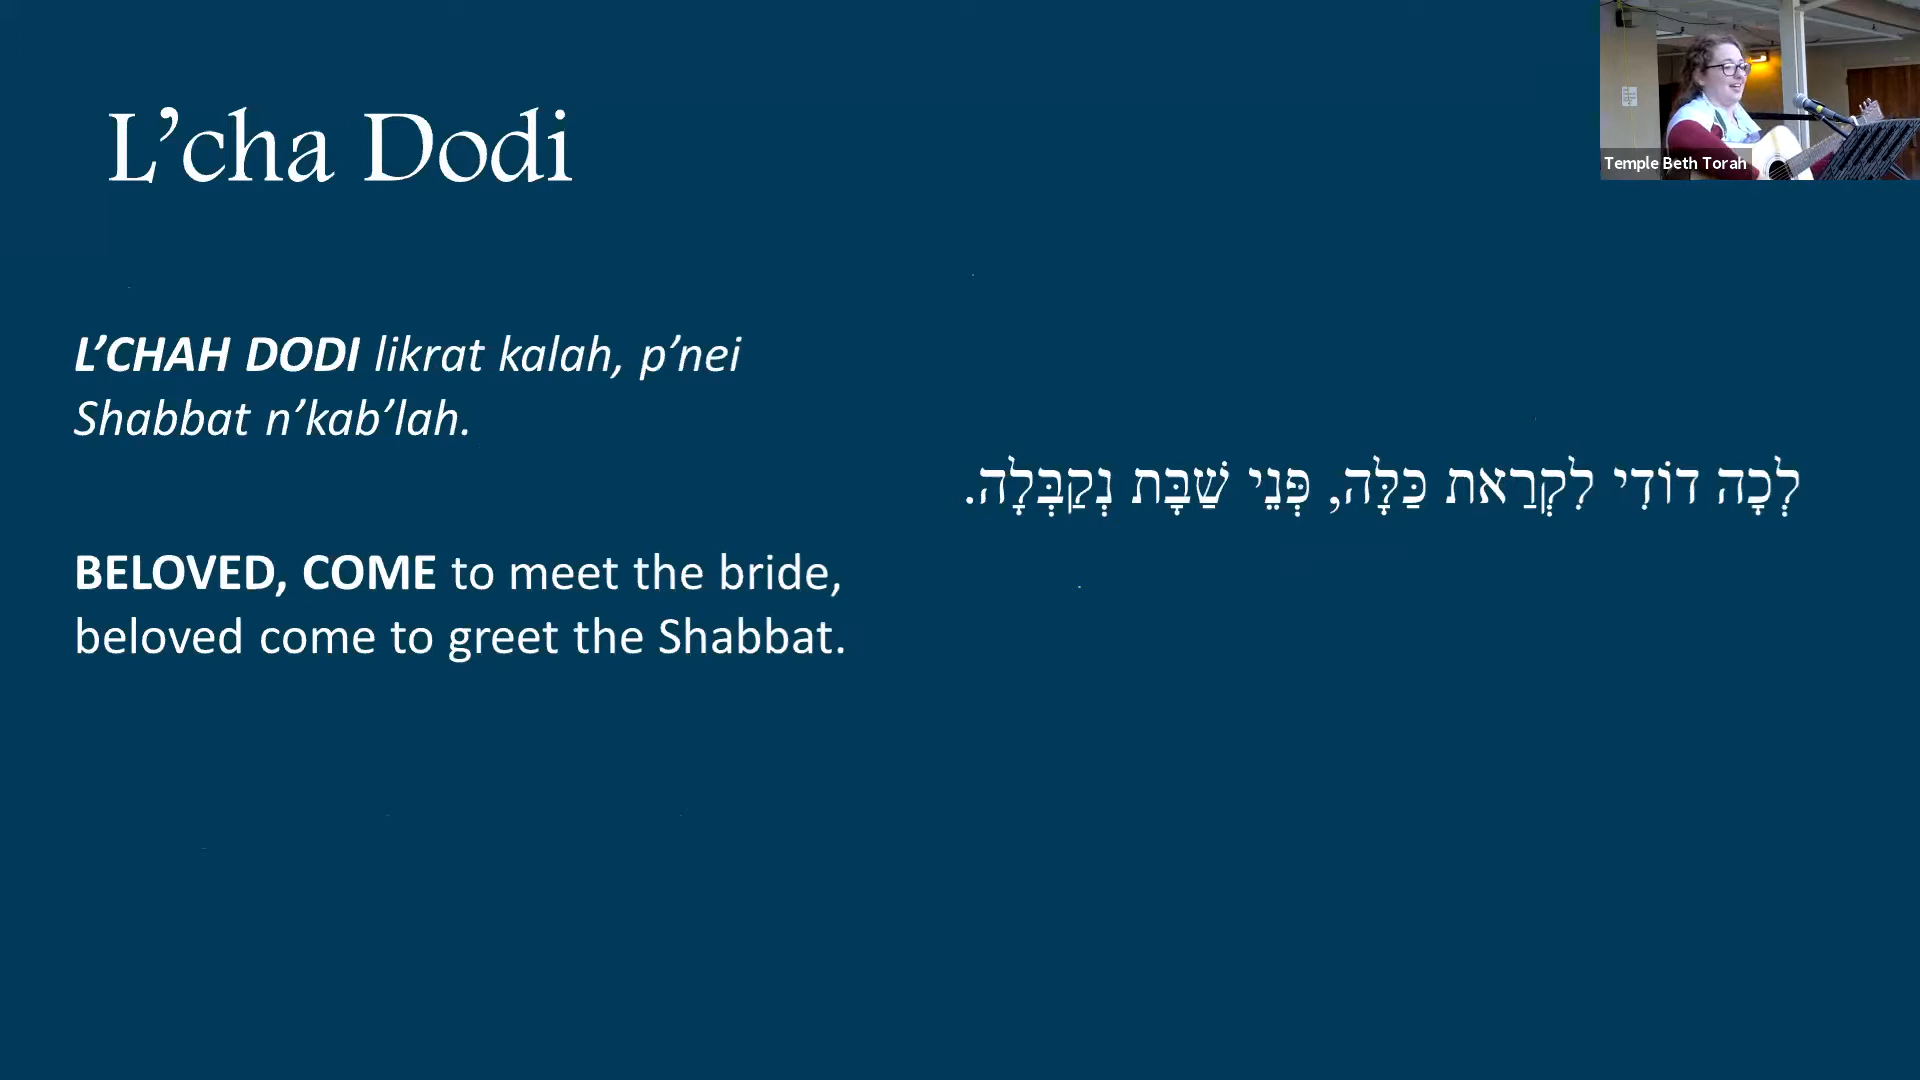 L’cha Dodi
Temple Beth Torah
L’CHAH DODI likrat kalah, p’nei
Shabbat n’kab’lah.
לְכָה דוֹדִי לִקְרַאת כַּלָּה, פְּנֵי שַׁבָּת נְקַבְּלָה.
BELOVED, COME to meet the bride,
beloved come to greet the Shabbat.